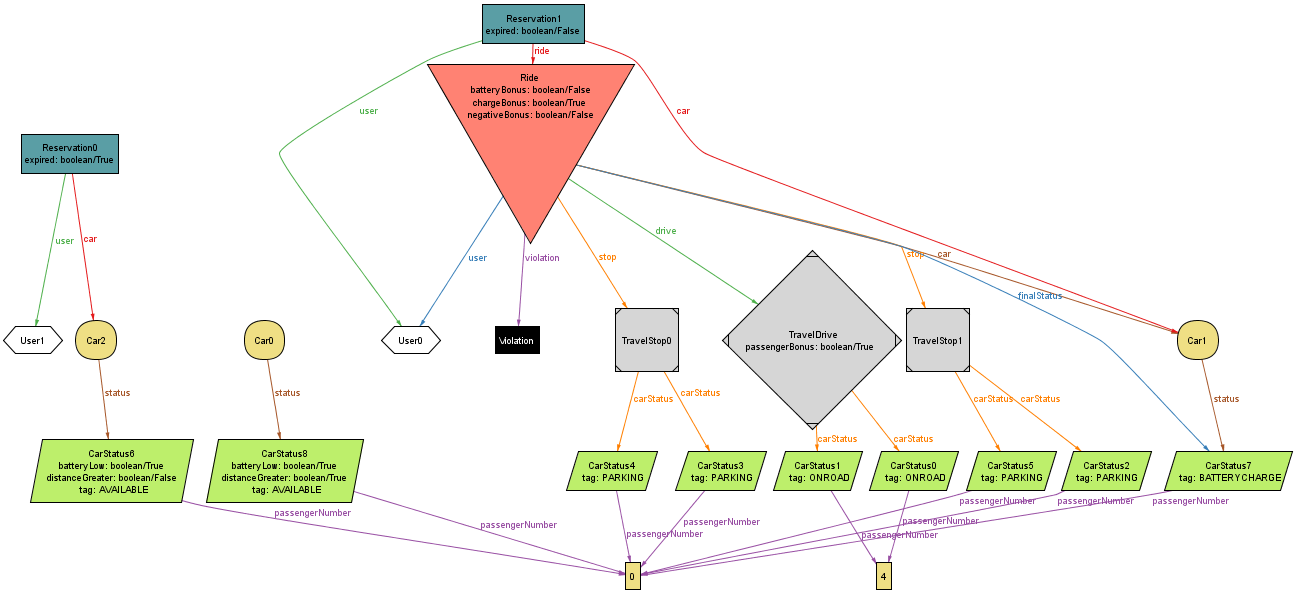 Reservation1
expired: boolean/False
ride
Ride
batteryBonus: boolean/False
chargeBonus: boolean/True
negativeBonus: boolean/False
user
car
Reservation0
expired: boolean/True
user
car
user
violation
stop
drive
stop
car
finalStatus
User1
Car2
Car0
User0
Violation
TravelStop0
TravelDrive
passengerBonus: boolean/True
TravelStop1
Car1
status
status
carStatus
carStatus
carStatus
carStatus
carStatus
carStatus
status
CarStatus6
batteryLow: boolean/True
distanceGreater: boolean/False
tag: AVAILABLE
CarStatus8
batteryLow: boolean/True
distanceGreater: boolean/True
tag: AVAILABLE
CarStatus4
tag: PARKING
CarStatus3
tag: PARKING
CarStatus1
tag: ONROAD
CarStatus0
tag: ONROAD
CarStatus5
tag: PARKING
CarStatus2
tag: PARKING
CarStatus7
tag: BATTERYCHARGE
passengerNumber
passengerNumber
passengerNumber
passengerNumber
passengerNumber
passengerNumber
passengerNumber
passengerNumber
passengerNumber
0
4